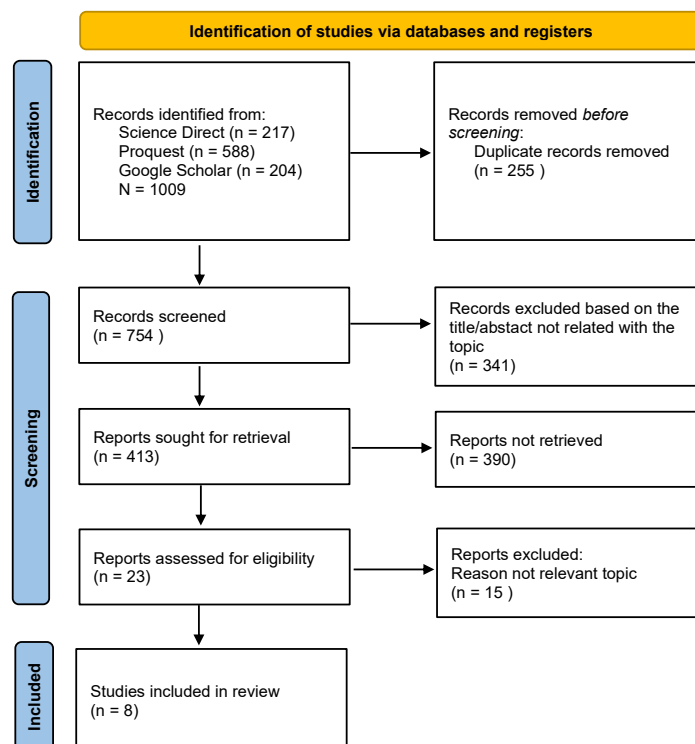 Identification of studies via databases and registers
Identification
Records identified from:
Science Direct (n = 217)
Proquest (n = 588)
Google Scholar (n = 204)
N = 1009
Records removed before
screening:
Duplicate records removed
(n = 255 )
Screening
Records screened
(n = 754 )
Records excluded based on the
title/abstact not related with the
topic
(n = 341)
Reports sought for retrieval
(n = 413)
Reports not retrieved
(n = 390)
Reports assessed for eligibility
(n = 23)
Reports excluded:
Reason not relevant topic
(n = 15 )
Included
Studies included in review
(n = 8)